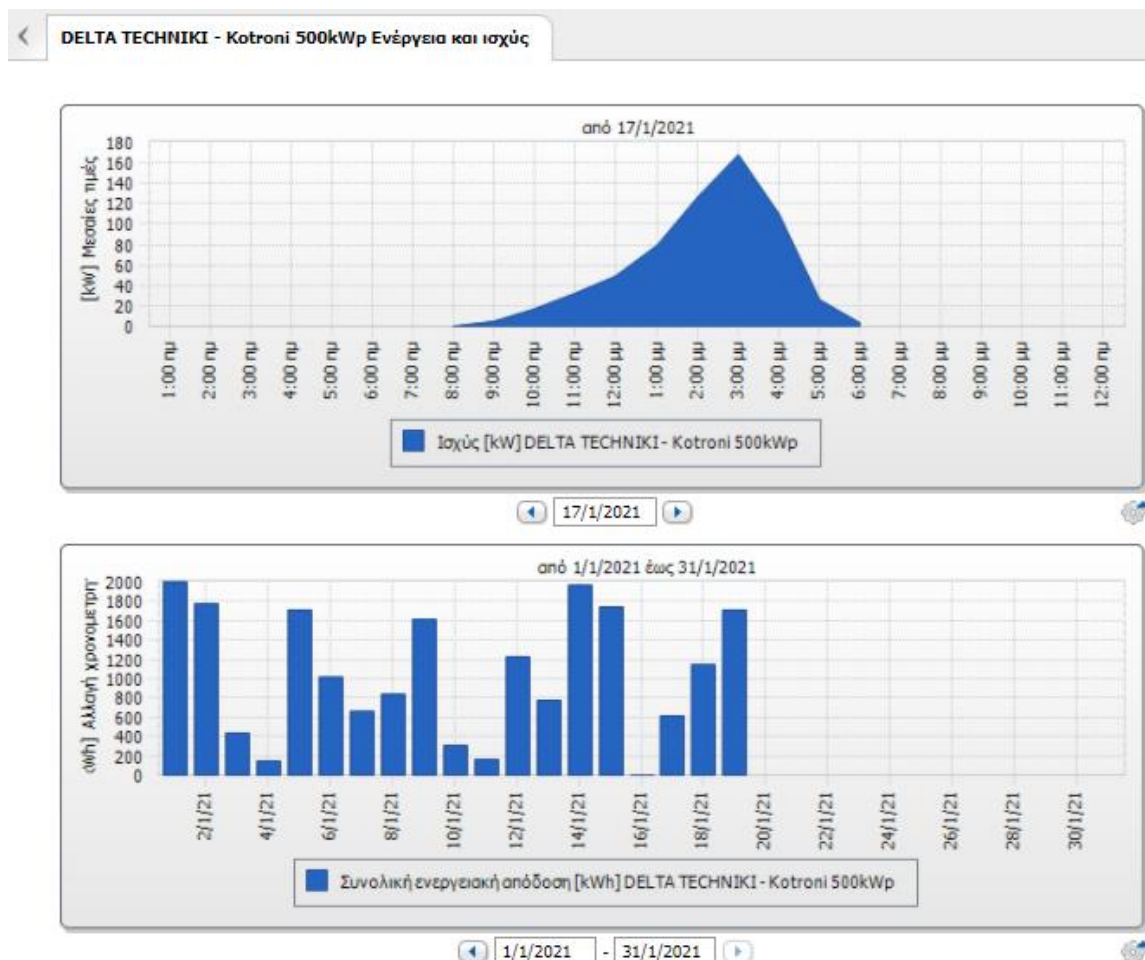 DELTA TECHNIKI - Kotroni 500kWp Ενέργεια και ισχύς
από 17/1/2021
[kW] Μεσαίες τιμές
180
160
140
120
100
80
60
40
20
0
1:00 πμ
2:00 πμ
3:00 πμ
4:00 πμ
5:00 πμ
6:00 πμ
7:00 πμ
8:00 πμ
9:00 πμ
10:00 πμ
11:00 πμ
12:00 μμ
1:00 μμ
2:00 μμ
3:00 μμ
4:00 μμ
5:00 μμ
6:00 μμ
7:00 μμ
8:00 μμ
9:00 μμ
10:00 μμ
11:00 μμ
12:00 πμ
Ισχύς [kW] DELTA TECHNIKI - Kotroni 500kWp
17/1/2021
από 1/1/2021 έως 31/1/2021
Wh] Αλλαγή χρονομετρη
2000
1800
1600
1400
1200
1000
800
600
400
200
0
2/1/21
4/1/21
6/1/21
8/1/21
10/1/21
12/1/21
14/1/21
16/1/21
18/1/21
20/1/21
22/1/21
24/1/21
26/1/21
28/1/21
30/1/21
Συνολική ενεργειακή απόδοση [kWh] DELTA TECHNIKI - Kotroni 500kWp
1/1/2021 - 31/1/2021